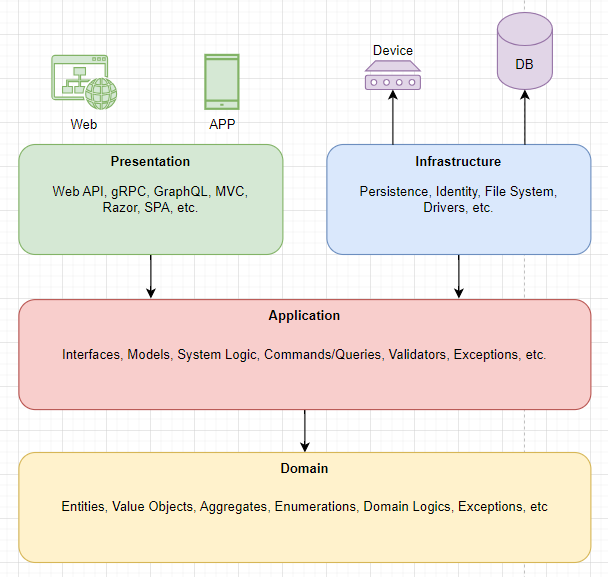 Device
DB
Web
APP
Presentation
Web API, gRPC, GraphQL, MVC,
Razor, SPA, etc.
Infrastructure
Persistence, Identity, File System,
Drivers, etc.
Application
Interfaces, Models, System Logic, Commands/Queries, Validators, Exceptions, etc.
Domain
Entities, Value Objects, Aggregates, Enumerations, Domain Logics, Exceptions, etc